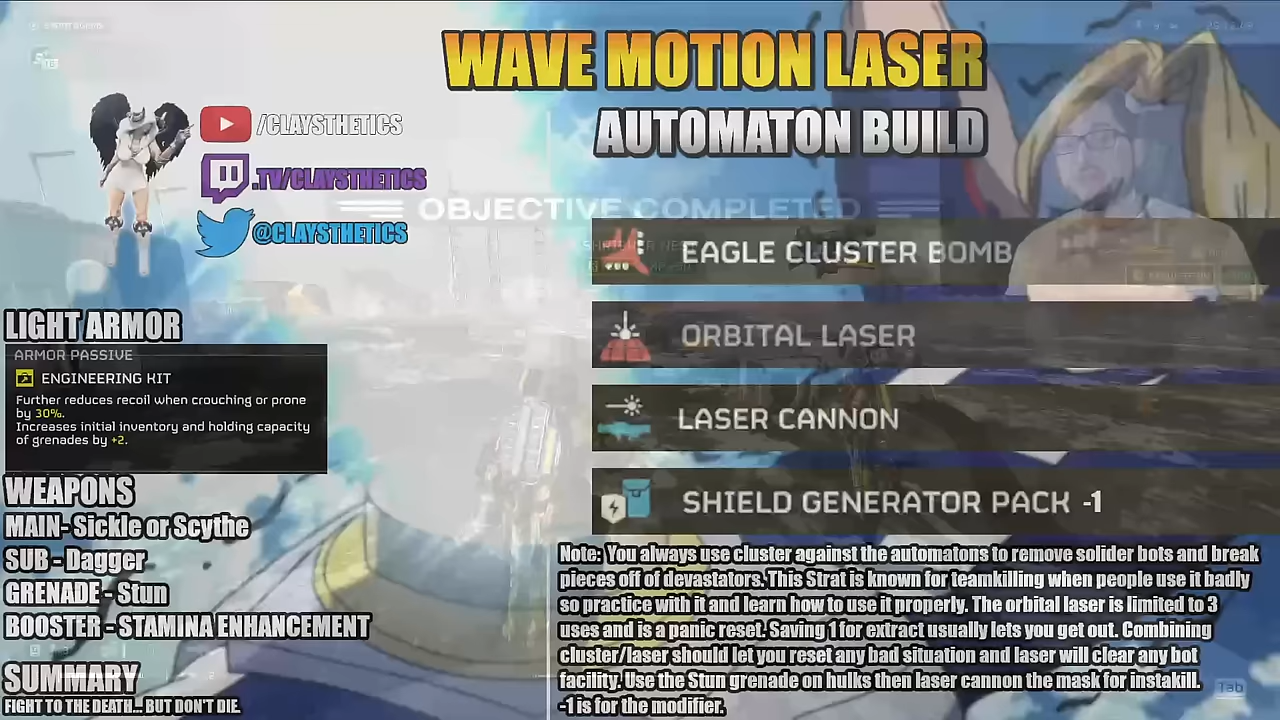 WAVE MOTION LASER
AUTOMATON BUILD
/CLAYSTHETICS
.TV/CLAYSTHETICS
@CLAYSTHETICS
OBJECTIVE COMPLETED
EAGLE CLUSTER BOMB
ORBITAL LASER
LASER CANNON
SHIELD GENERATOR PACK -1
LIGHT ARMOR
ARMOR PASSIVE
ENGINEERING KIT
Further reduces recoil when crouching or prone
by 30%.
Increases initial inventory and holding capacity
of grenades by +2.
WEAPONS
MAIN- Sickle or Scythe
SUB - Dagger
GRENADE - Stun
BOOSTER - STAMINA ENHANCEMENT
SUMMARY
FIGHT TO THE DEATH... BUT DON'T DIE.
Note: You always use cluster against the automatons to remove solider bots and break
pieces off of devastators. This Strat is known for teamkilling when people use it badly
so practice with it and learn how to use it properly. The orbital laser is limited to 3
uses and is a panic reset. Saving 1 for extract usually lets you get out. Combining
cluster/laser should let you reset any bad situation and laser will clear any bot
facility. Use the Stun grenade on hulks then laser cannon the mask for instakill.
-1 is for the modifier.
Tab